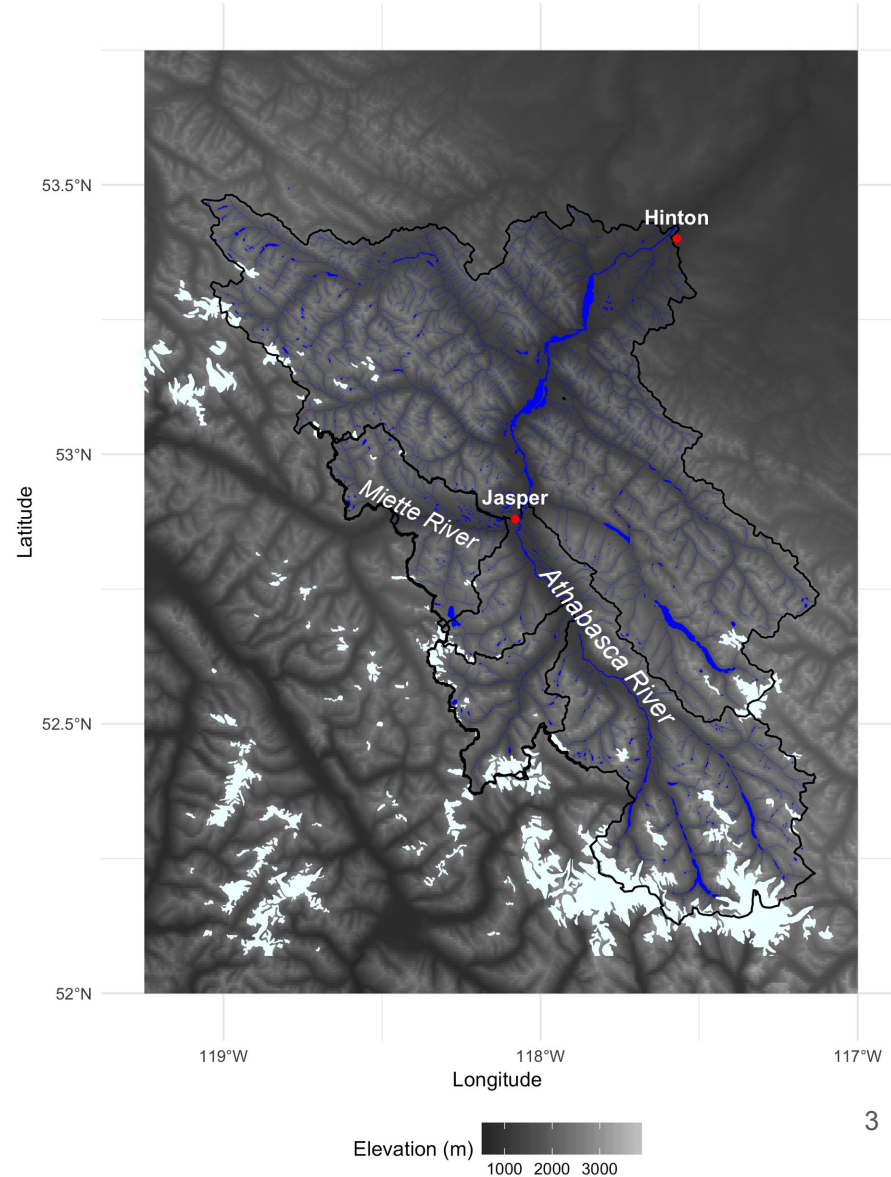 53.5°N
Hinton
53°N
Jasper
Miette River
Athabasca River
Latitude
52.5°N
52°N
119°W
118°W
117°W
Longitude
3
Elevation (m)
1000 2000 3000